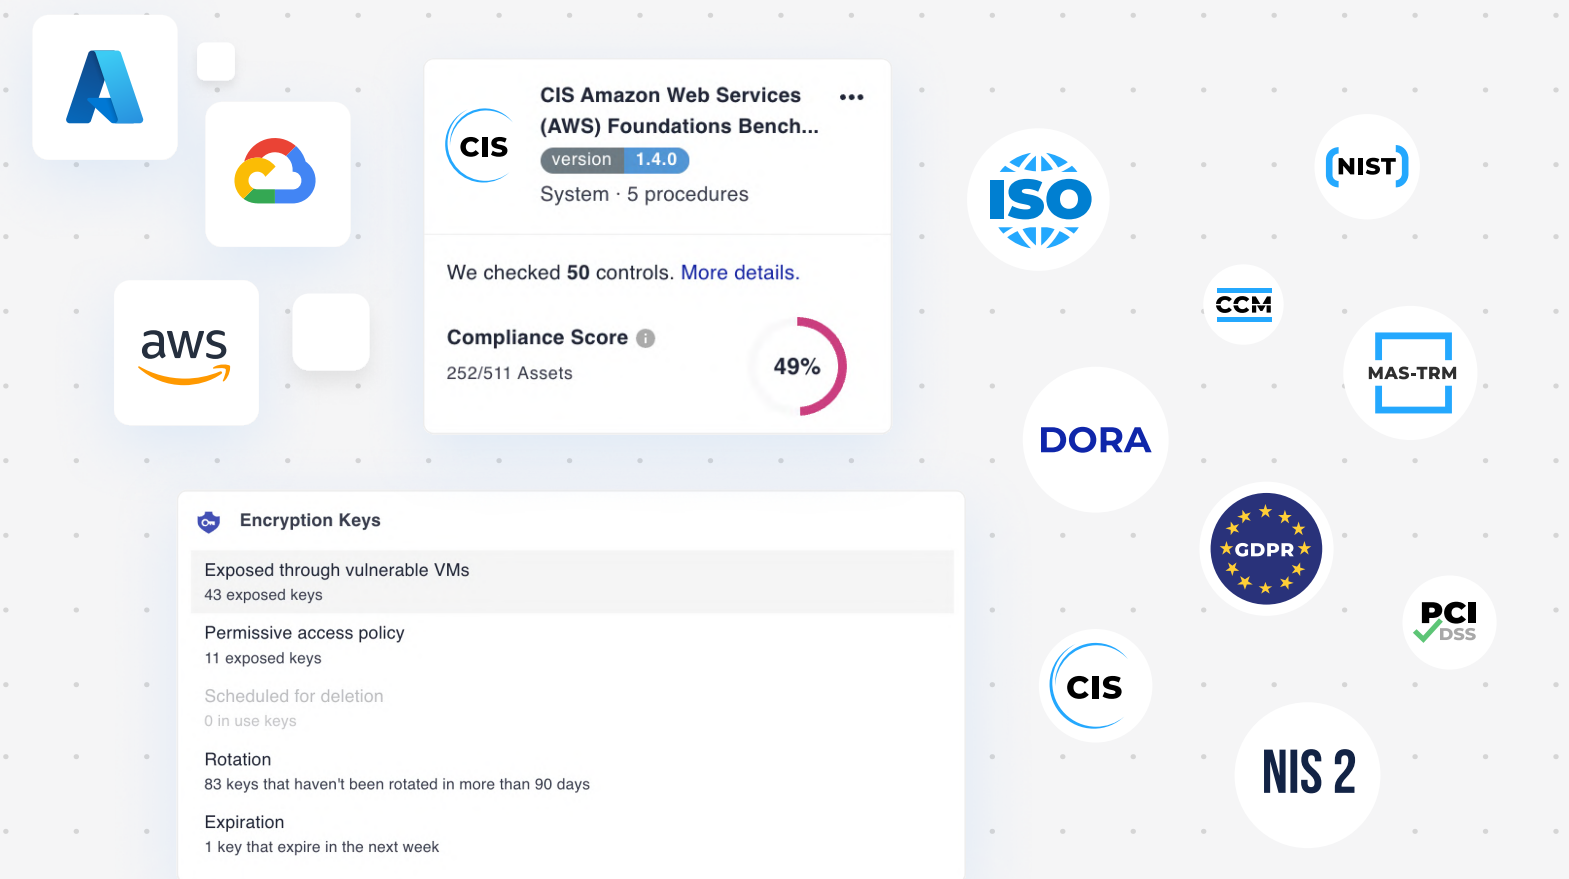 aws
CIS
CIS Amazon Web Services
(AWS) Foundations Bench...
version 1.4.0
System · 5 procedures
We checked 50 controls. More details.
Compliance Score
252/511 Assets
49%
Encryption Keys
Exposed through vulnerable VMs
43 exposed keys
Permissive access policy
11 exposed keys
Scheduled for deletion
0 in use keys
Rotation
83 keys that haven't been rotated in more than 90 days
Expiration
1 key that expire in the next week
ISO
NIST
CCM
MAS-TRM
DORA
GDPR
PCI
DSS
CIS
NIS 2